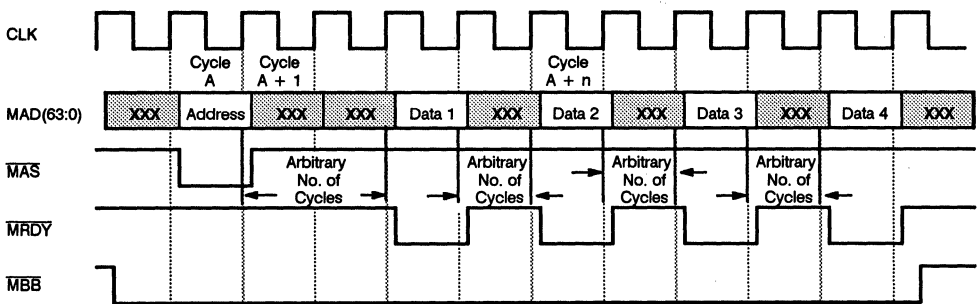 CLK
Cycle A
Cycle A + 1
Cycle A + n
MAD(63:0)
XXX Address XXX XXX Data 1 XXX Data 2 XXX Data 3 XXX Data 4 XXX
MAS
Arbitrary No. of Cycles
Arbitrary No. of Cycles
Arbitrary No. of Cycles
Arbitrary No. of Cycles
MRDY
MBB